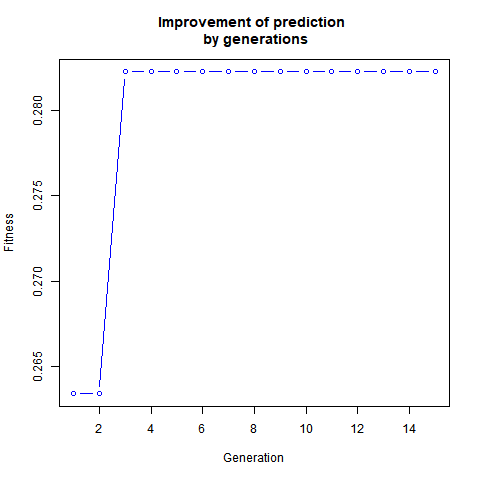 Improvement of prediction
by generations
0.280
0.275
0.270
0.265
Fitness
2 4 6 8 10 12 14
Generation